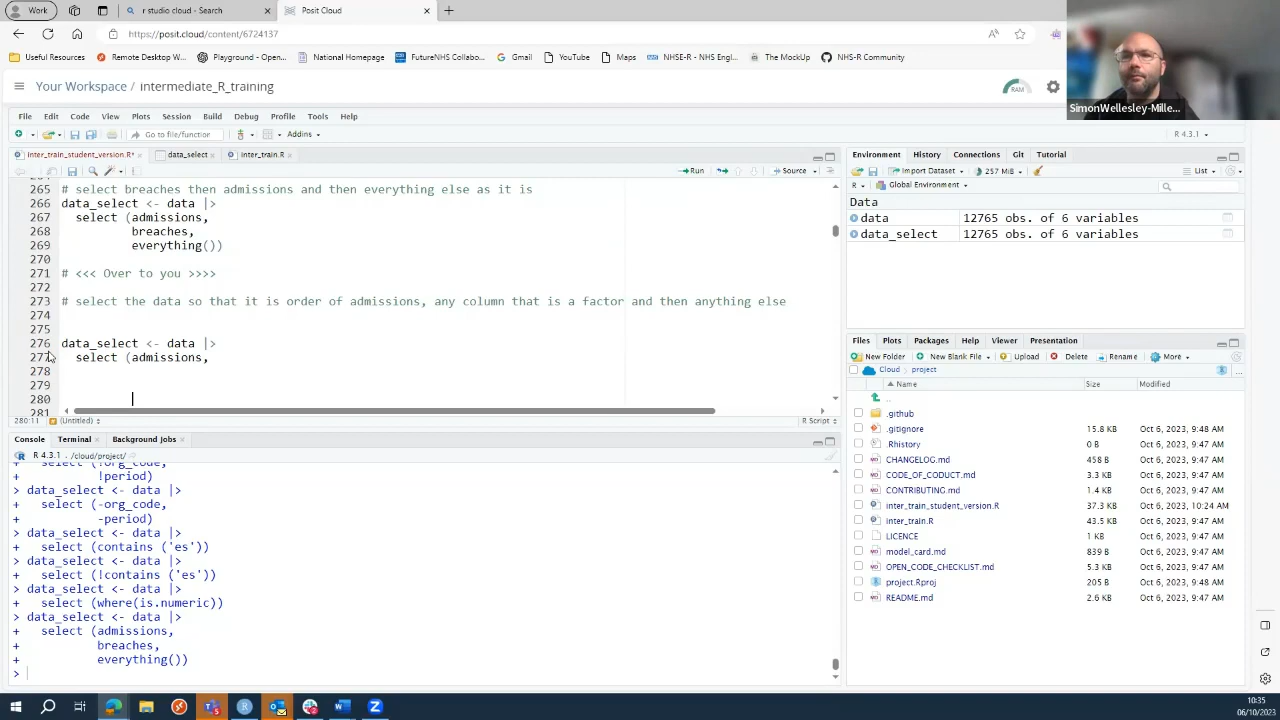 Work
r studio cloud - Search
Posit Cloud
https://posit.cloud/content/6724137
Useful Resources
Remote Desktop W...
Playground - Open...
National Homepage
FutureNHS Collabo...
Gmail
YouTube
Maps
NHSE-R - NHS Engl...
The MockUp
NHS-R Community
SimonWellesley-Mille...
Your Workspace / intermediate_R_training
RAM
File Edit Code View Plots Session Build Debug Profile Tools Help
Go to file/function
Addins
R 4.3.1
inter_train_student_version.R*
data_select
inter_train.R
Run
Source
265 # select breaches then admissions and then everything else as it is
266 data_select <- data |>
267 select (admissions,
268 breaches,
269 everything())
270
271 # <<< Over to you >>>>
272
273 # select the data so that it is order of admissions, any column that is a factor and then anything else
274
275
276 data_select <- data |>
277 select (admissions,
278
279
280
281
280:11 (Untitled) R Script
Console Terminal Background Jobs
R 4.3.1 . /cloud/project/
+ select (!org_code,
+ !period)
> data_select <- data |>
+ select (-org_code,
+ -period)
> data_select <- data |>
+ select (contains ('es'))
> data_select <- data |>
+ select (!contains ('es'))
> data_select <- data |>
+ select (where(is.numeric))
> data_select <- data |>
+ select (admissions,
+ breaches,
+ everything())
>
Environment History Connections Git Tutorial
Import Dataset 257 MiB List
R Global Environment
Data
data 12765 obs. of 6 variables
data_select 12765 obs. of 6 variables
Files Plots Packages Help Viewer Presentation
New Folder New Blank File Upload Delete Rename More
Cloud project
Name Size Modified
..
.github
.gitignore 15.8 KB Oct 6, 2023, 9:48 AM
.Rhistory 0 B Oct 6, 2023, 9:48 AM
CHANGELOG.md 458 B Oct 6, 2023, 9:47 AM
CODE_OF_CODUCT.md 3.3 KB Oct 6, 2023, 9:47 AM
CONTRIBUTING.md 1.4 KB Oct 6, 2023, 9:47 AM
inter_train_student_version.R 37.3 KB Oct 6, 2023, 10:24 AM
inter_train.R 43.5 KB Oct 6, 2023, 9:47 AM
LICENCE 1 KB Oct 6, 2023, 9:47 AM
model_card.md 839 B Oct 6, 2023, 9:47 AM
OPEN_CODE_CHECKLIST.md 5.3 KB Oct 6, 2023, 9:47 AM
project.Rproj 205 B Oct 6, 2023, 9:48 AM
README.md 2.6 KB Oct 6, 2023, 9:47 AM
10:35
06/10/2023